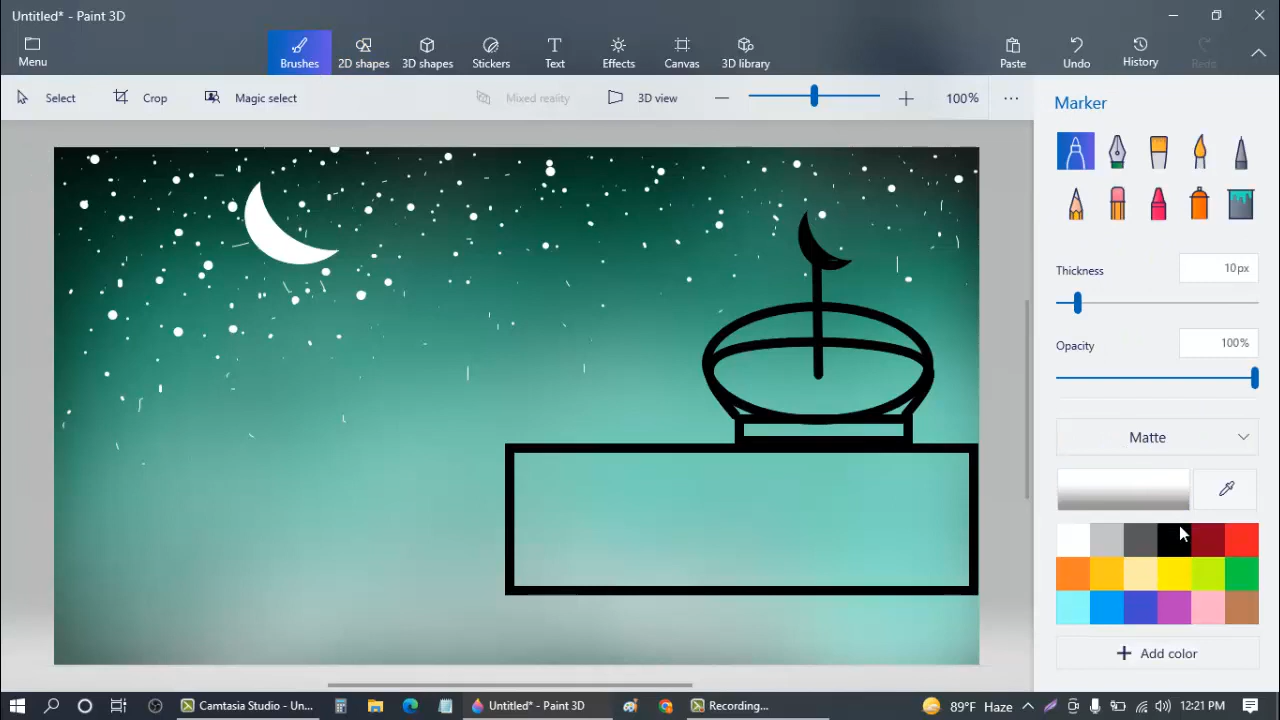 Untitled* - Paint 3D
Menu
Brushes
2D shapes
3D shapes
Stickers
Text
Effects
Canvas
3D library
Paste
Undo
History
Redo
Select
Crop
Magic select
Mixed reality
3D view
100%
Marker
Thickness
10px
Opacity
100%
Matte
Add color
Camtasia Studio - Un...
Untitled* - Paint 3D
Recording...
89°F Haze
12:21 PM